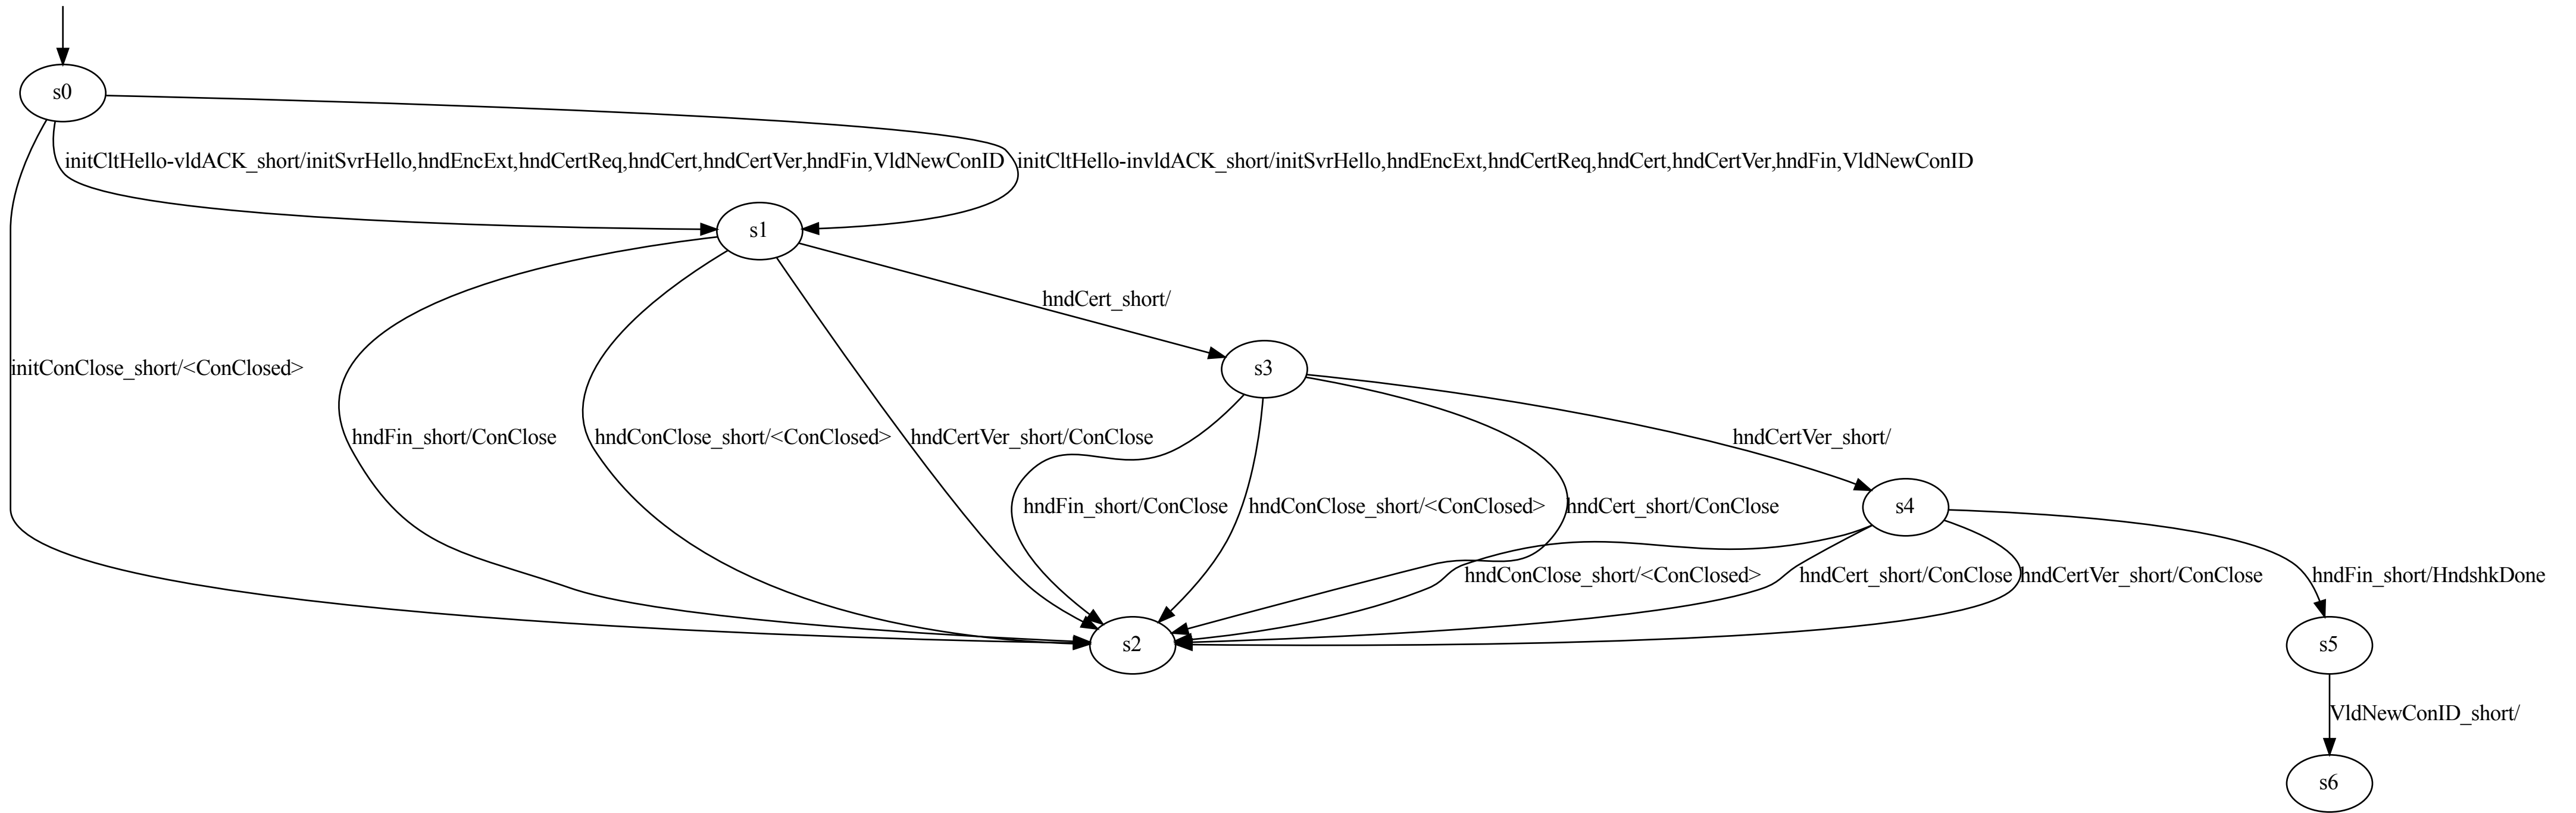 s0
initCltHello-vldACK_short/initSvrHello,hndEncExt,hndCertReq,hndCert,hndCertVer,hndFin,VldNewConID
initCltHello-invldACK_short/initSvrHello,hndEncExt,hndCertReq,hndCert,hndCertVer,hndFin,VldNewConID
s1
hndCert_short/
initConClose_short/<ConClosed>
s3
hndFin_short/ConClose
hndConClose_short/<ConClosed>
hndCertVer_short/ConClose
hndCertVer_short/
hndFin_short/ConClose
hndConClose_short/<ConClosed>
hndCert_short/ConClose
s4
hndConClose_short/<ConClosed>
hndCert_short/ConClose
hndCertVer_short/ConClose
hndFin_short/HndshkDone
s2
s5
VldNewConID_short/
s6